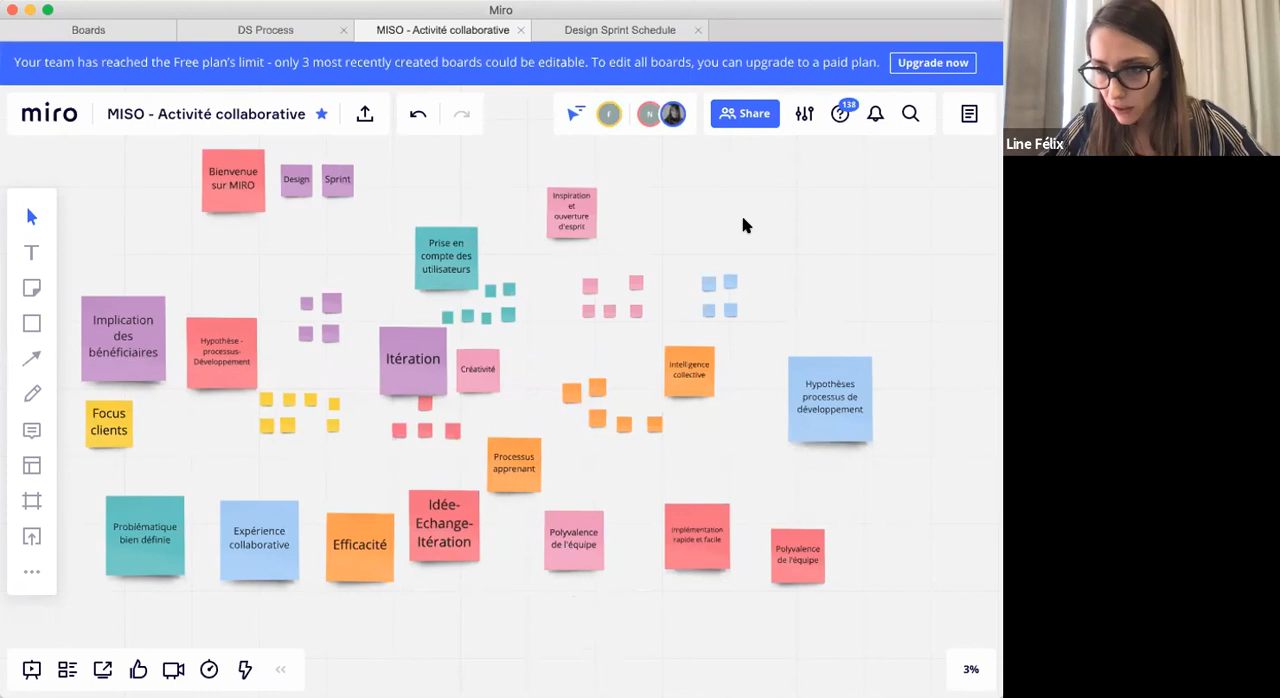 Miro
Boards
DS Process
MISO - Activité collaborative
Design Sprint Schedule
Your team has reached the Free plan's limit - only 3 most recently created boards could be editable. To edit all boards, you can upgrade to a paid plan.
Upgrade now
miro
MISO - Activité collaborative
F
N
Share
138
Line Félix
Bienvenue
sur MIRO
Design
Sprint
Inspiration
et
ouverture
d'esprit
Prise en
compte des
utilisateurs
Implication
des
bénéficiaires
Hypothèse -
processus-
Développement
Itération
Créativité
Intelligence
collective
Hypothèses
processus de
développement
Focus
clients
Processus
apprenant
Problématique
bien définie
Expérience
collaborative
Efficacité
Idée-
Echange-
Itération
Polyvalence
de l'équipe
Implémentation
rapide et facile
Polyvalence
de l'équipe
3%